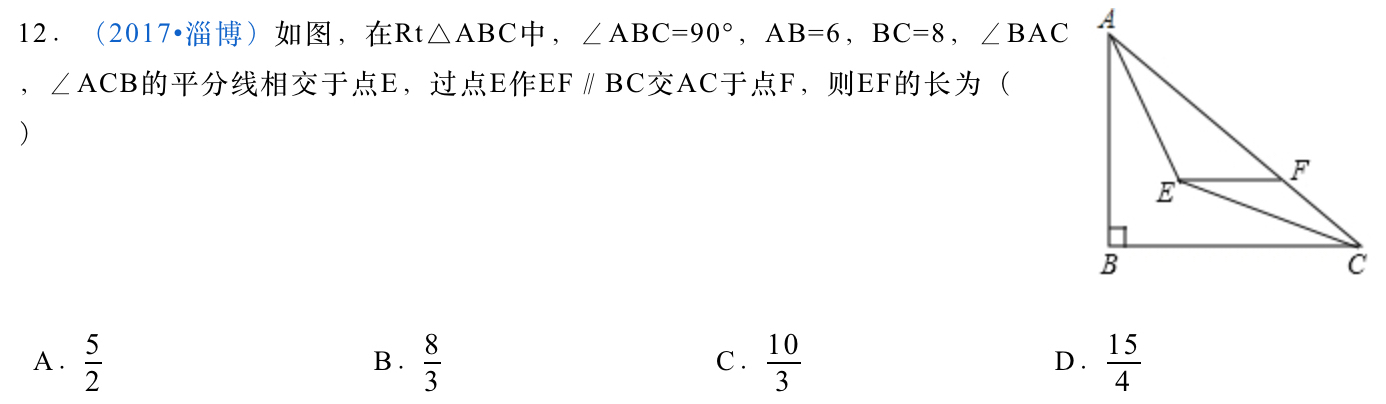 12. （2017•淄博）如图，在Rt△ABC中，∠ABC=90°，AB=6，BC=8，∠BAC
，∠ACB的平分线相交于点E，过点E作EF∥BC交AC于点F，则EF的长为（
）
A
E
F
B
C
A. 5/2 B. 8/3 C. 10/3 D. 15/4